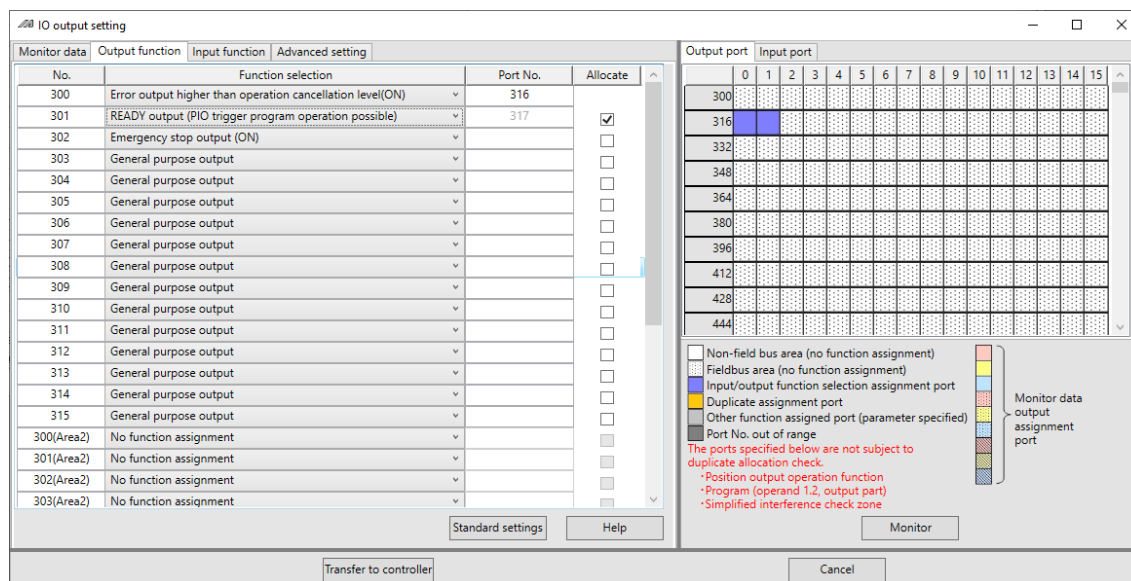 IO output setting
Monitor data Output function Input function Advanced setting
No. Function selection Port No. Allocate
300 Error output higher than operation cancellation level(ON) 316
301 READY output (PIO trigger program operation possible) 317
302 Emergency stop output (ON)
303 General purpose output
304 General purpose output
305 General purpose output
306 General purpose output
307 General purpose output
308 General purpose output
309 General purpose output
310 General purpose output
311 General purpose output
312 General purpose output
313 General purpose output
314 General purpose output
315 General purpose output
300(Area2) No function assignment
301(Area2) No function assignment
302(Area2) No function assignment
303(Area2) No function assignment
Standard settings Help
Output port Input port
0 1 2 3 4 5 6 7 8 9 10 11 12 13 14 15
300
316
332
348
364
380
396
412
428
444
Non-field bus area (no function assignment)
Fieldbus area (no function assignment)
Input/output function selection assignment port
Duplicate assignment port
Other function assigned port (parameter specified)
Port No. out of range
Monitor data
output
assignment
port
The ports specified below are not subject to
duplicate allocation check.
・Position output operation function
・Program (operand 1.2, output part)
・Simplified interference check zone
Monitor
Transfer to controller Cancel